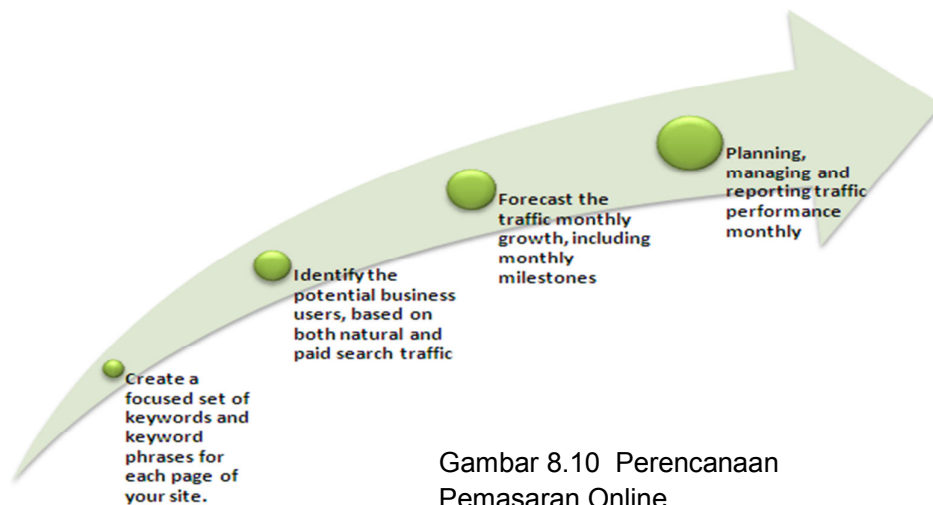 Create a
focused set of
keywords and
keyword
phrases for
each page of
your site.
Identify the
potential business
users, based on
both natural and
paid search traffic
Forecast the
traffic monthly
growth, including
monthly
milestones
Planning,
managing and
reporting traffic
performance
monthly
Gambar 8.10 Perencanaan
Pemasaran Online